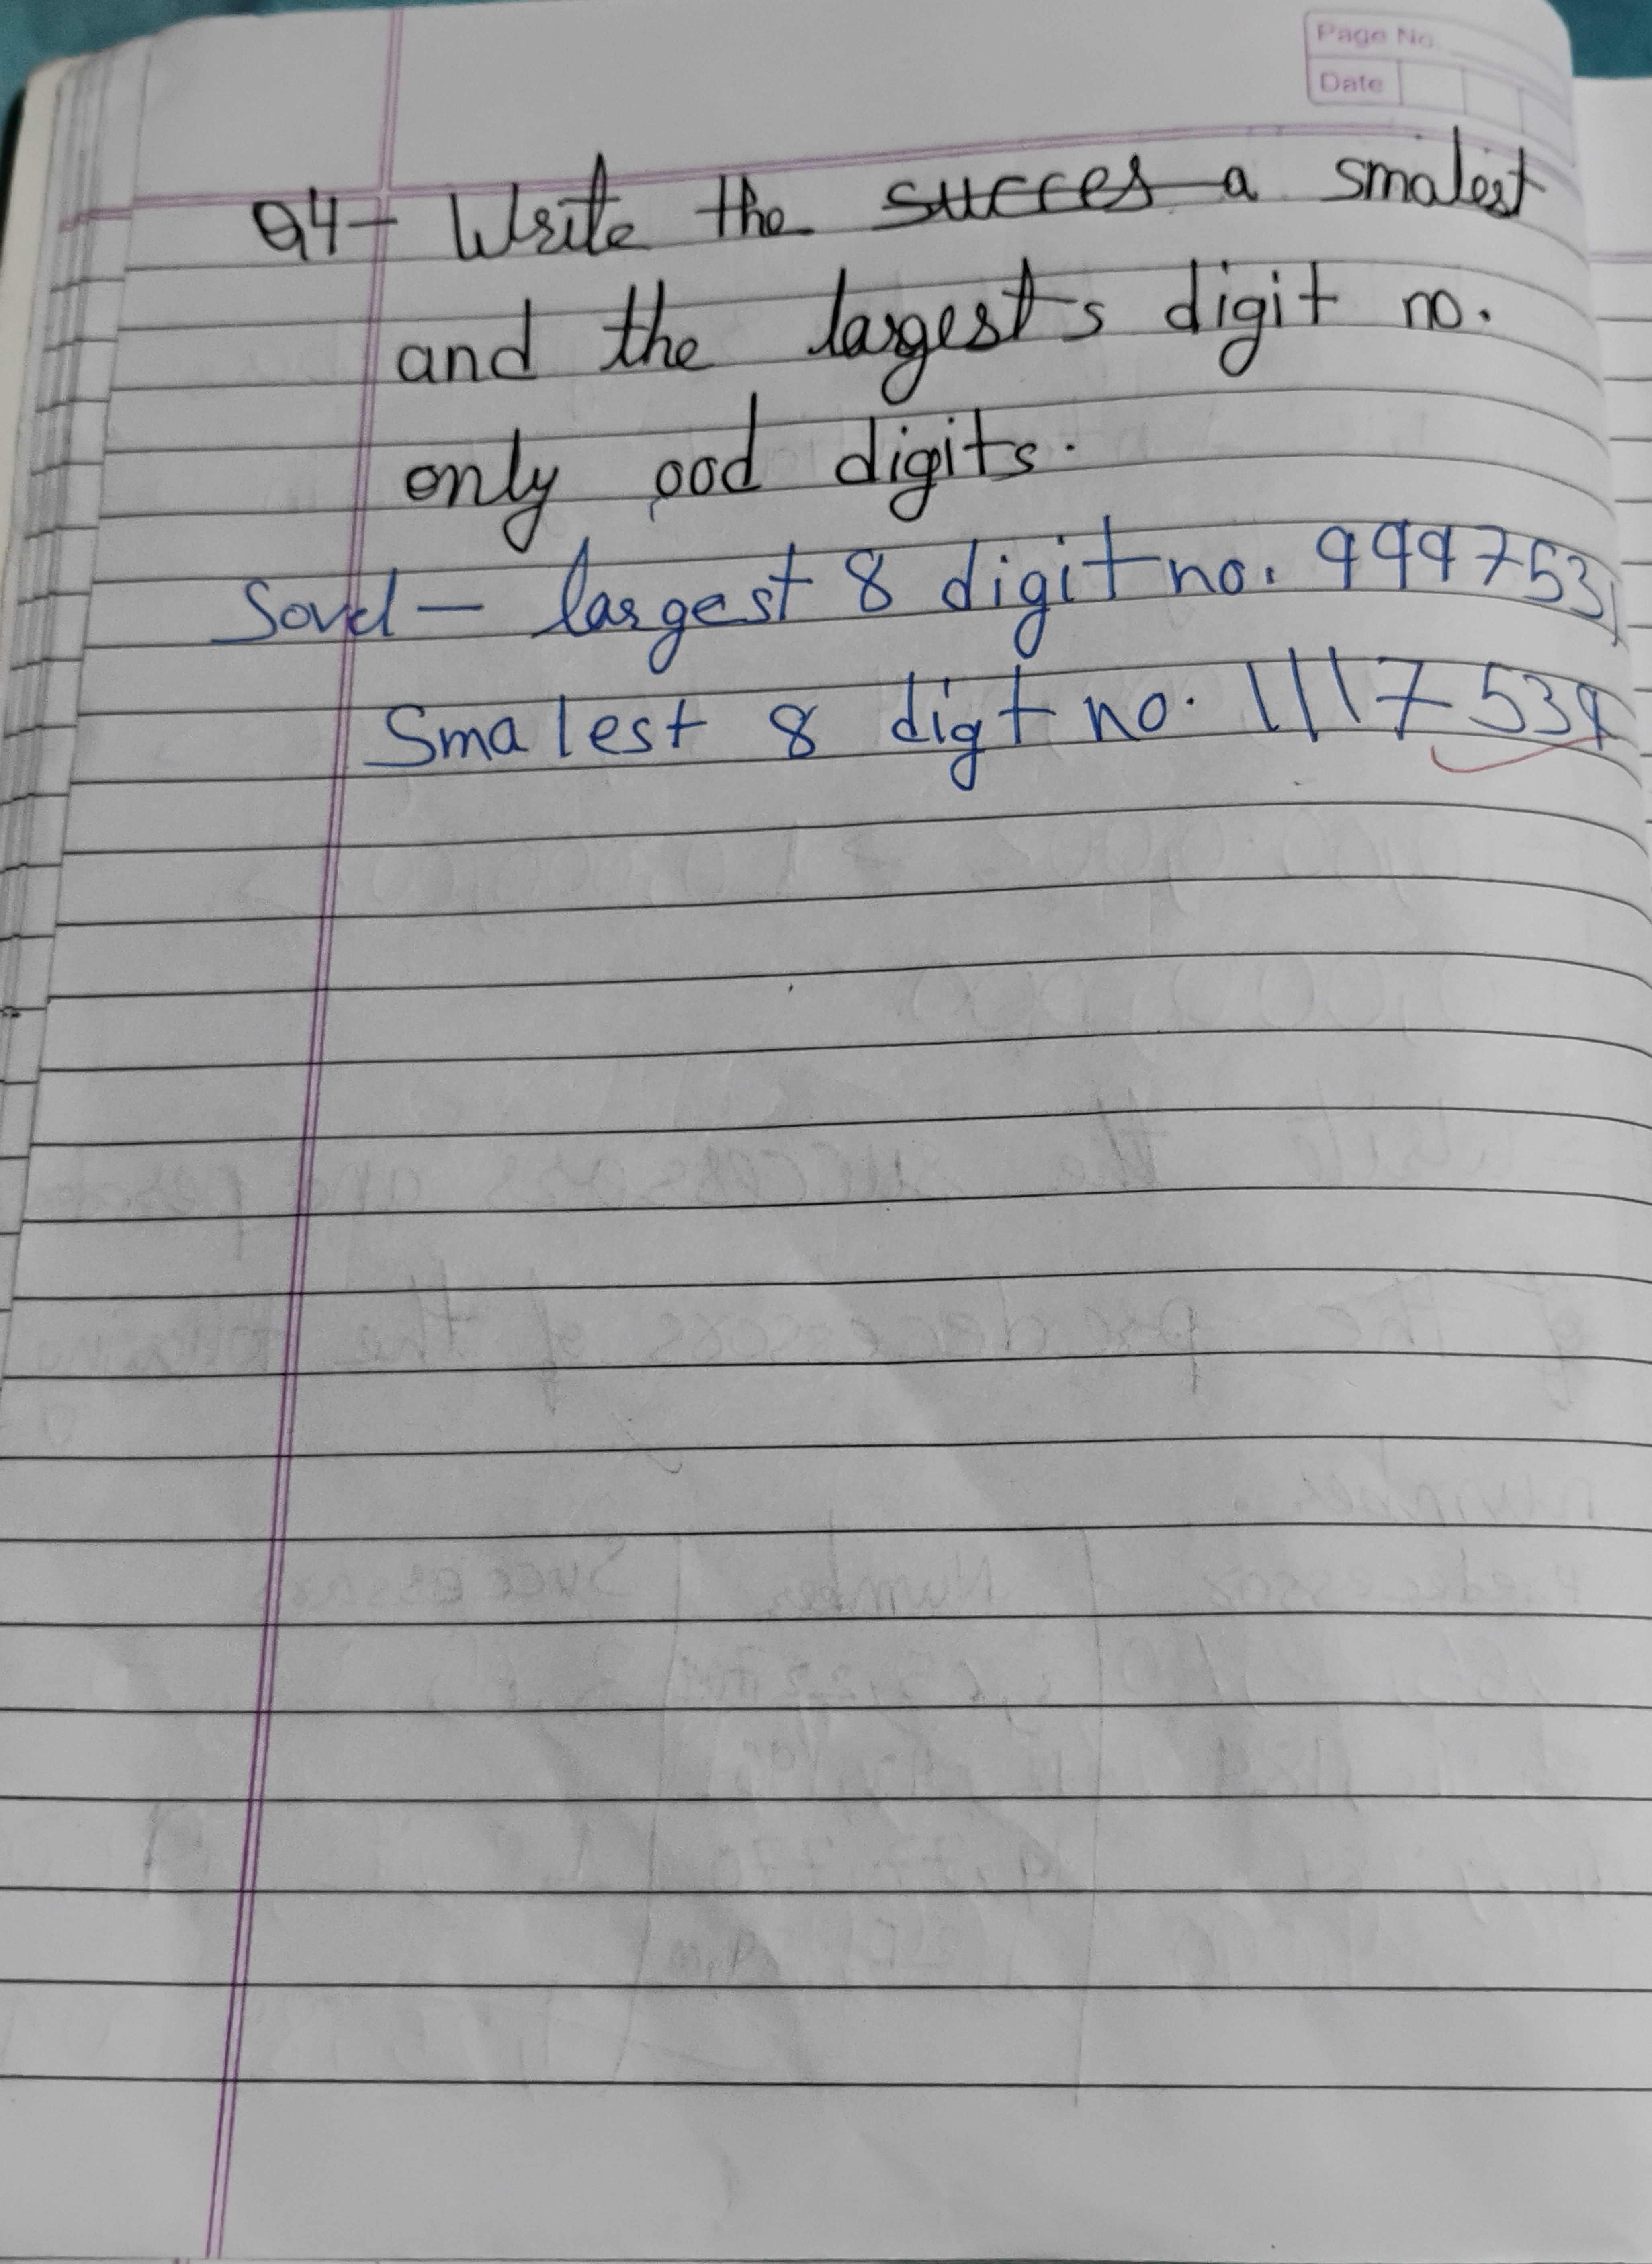 Page No.
Date
Q4- Write the succes a smalest
and the largest s digit no.
only ood digits.
Sovel - largest 8 digit no. 9997531
Smalest 8 digt no. 1117539